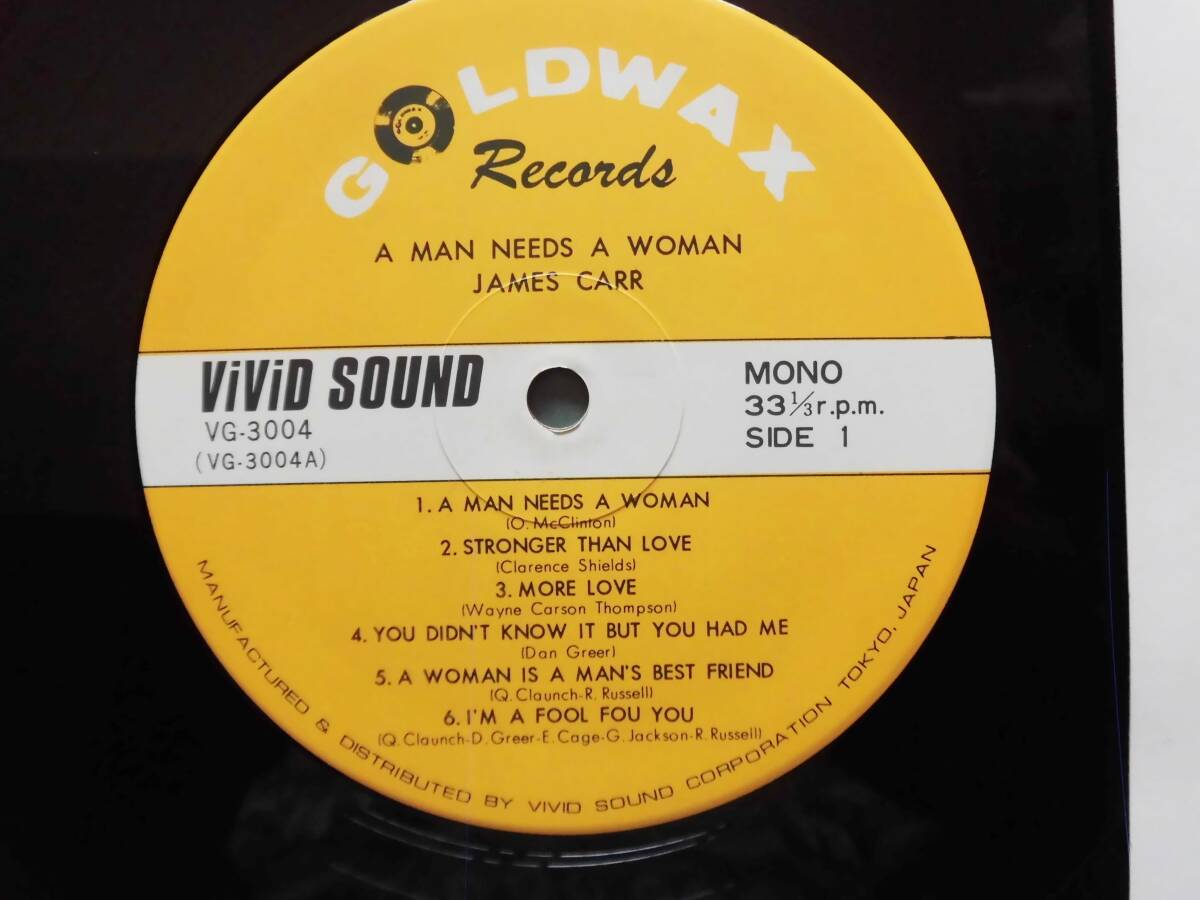 GOLDWAX
Records
A MAN NEEDS A WOMAN
JAMES CARR
ViViD SOUND
VG-3004
(VG-3004A)
MONO
33 1/3 r.p.m.
SIDE 1
1. A MAN NEEDS A WOMAN
(O. McClinton)
2. STRONGER THAN LOVE
(Clarence Shields)
3. MORE LOVE
(Wayne Carson Thompson)
4. YOU DIDN'T KNOW IT BUT YOU HAD ME
(Dan Greer)
5. A WOMAN IS A MAN'S BEST FRIEND
(Q. Claunch-R. Russell)
6. I'M A FOOL FOU YOU
(Q. Claunch-D. Greer-E. Cage-G. Jackson-R. Russell)
MANUFACTURED & DISTRIBUTED BY VIVID SOUND CORPORATION TOKYO, JAPAN